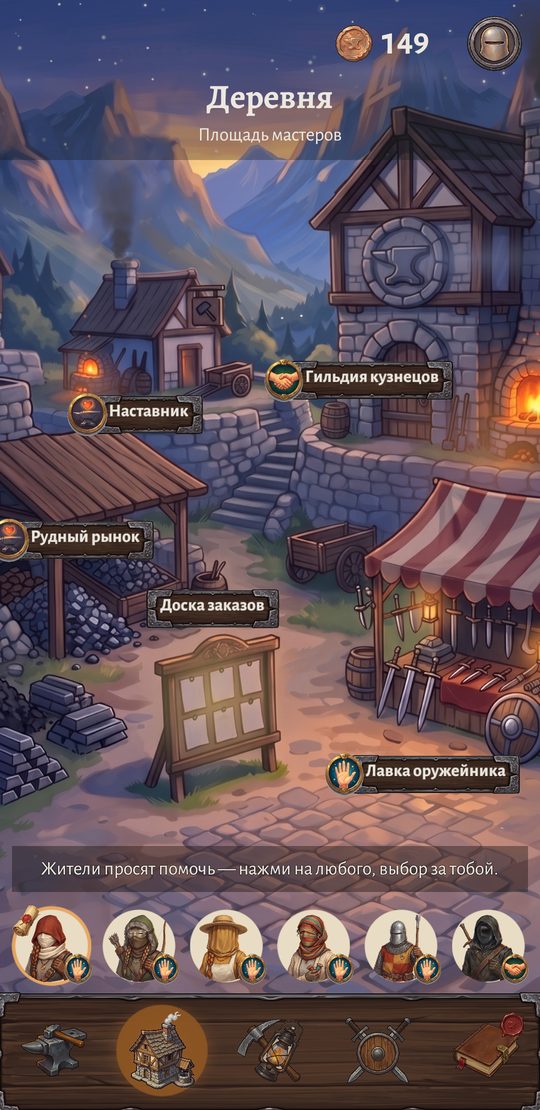 149
Деревня
Площадь мастеров
Гильдия кузнецов
Наставник
Рудный рынок
Доска заказов
Лавка оружейника
Жители просят помочь — нажми на любого, выбор за тобой.